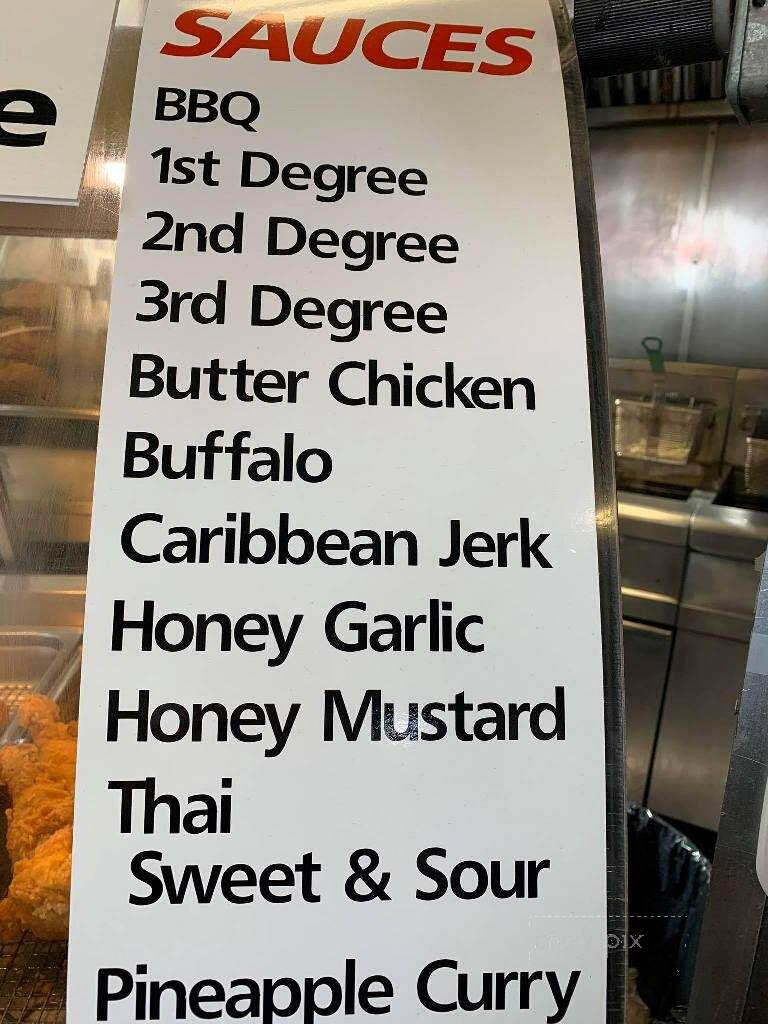 e
SAUCES
BBQ
1st Degree
2nd Degree
3rd Degree
Butter Chicken
Buffalo
Caribbean Jerk
Honey Garlic
Honey Mustard
Thai
Sweet & Sour
Pineapple Curry